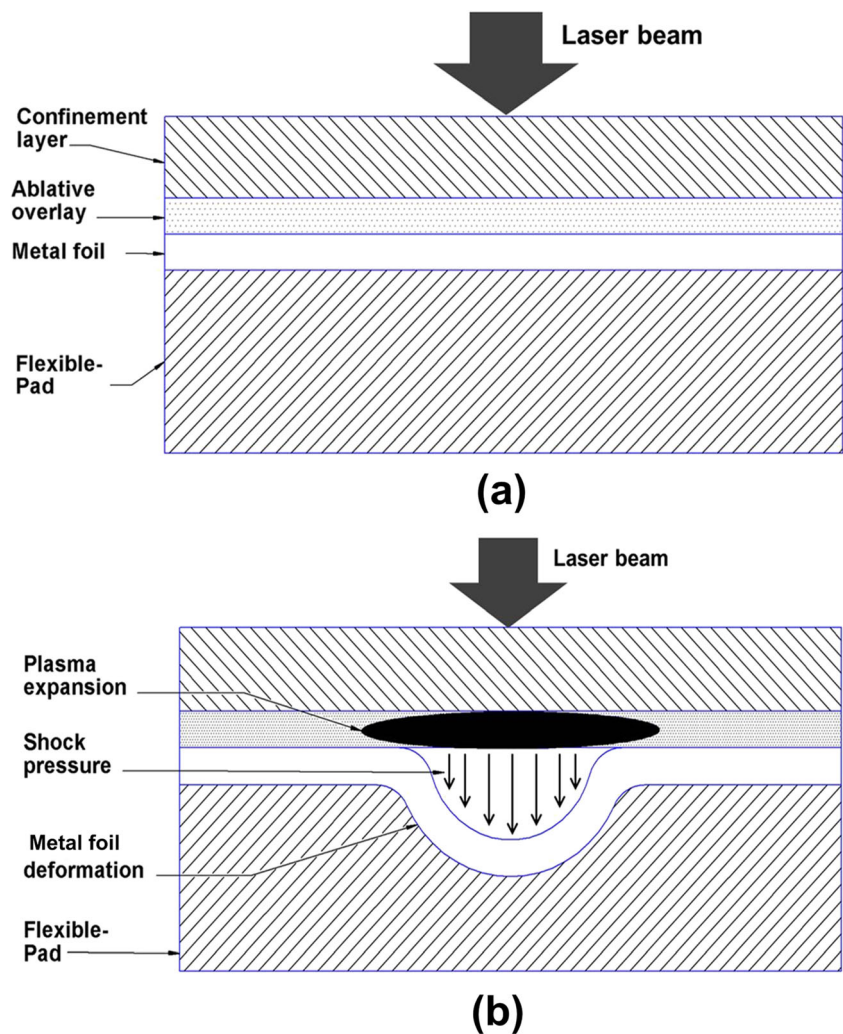 Laser beam
Confinement
layer
Ablative
overlay
Metal foil
Flexible-
Pad
(a)
Laser beam
Plasma
expansion
Shock
pressure
Metal foil
deformation
Flexible-
Pad
(b)